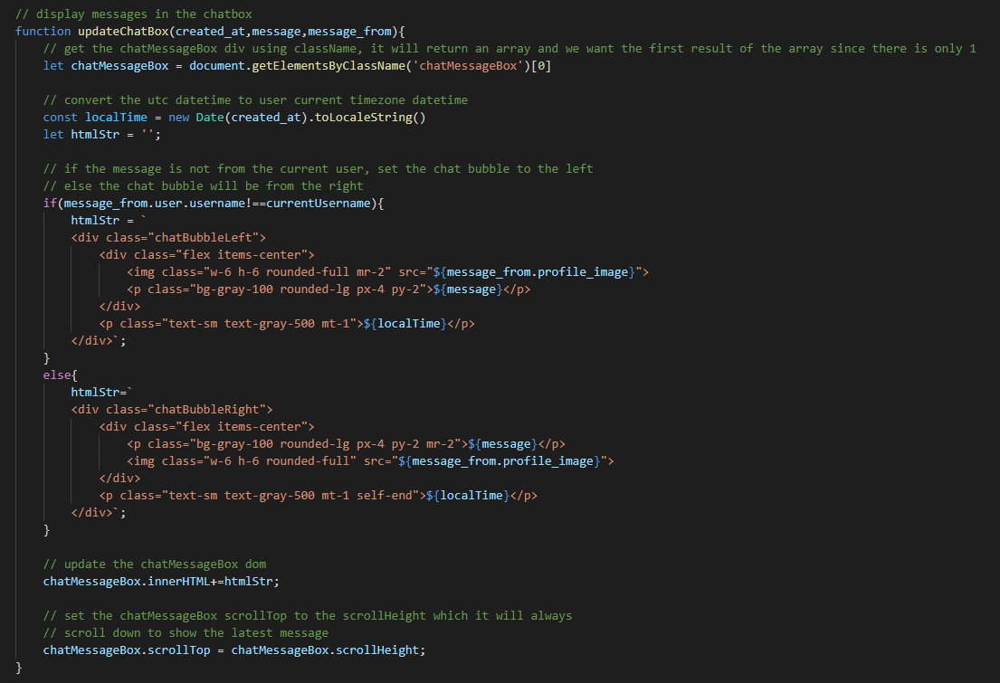 // display messages in the chatbox
function updateChatBox(created_at,message,message_from){
    // get the chatMessageBox div using className, it will return an array and we want the first result of the array since there is only 1
    let chatMessageBox = document.getElementsByClassName('chatMessageBox')[0]

    // convert the utc datetime to user current timezone datetime
    const localTime = new Date(created_at).toLocaleString()
    let htmlStr = '';

    // if the message is not from the current user, set the chat bubble to the left
    // else the chat bubble will be from the right
    if(message_from.user.username!==currentUsername){
        htmlStr = `
        <div class="chatBubbleLeft">
            <div class="flex items-center">
                <img class="w-6 h-6 rounded-full mr-2" src="${message_from.profile_image}">
                <p class="bg-gray-100 rounded-lg px-4 py-2">${message}</p>
            </div>
            <p class="text-sm text-gray-500 mt-1">${localTime}</p>
        </div>`;
    }
    else{
        htmlStr=`
        <div class="chatBubbleRight">
            <div class="flex items-center">
                <p class="bg-gray-100 rounded-lg px-4 py-2 mr-2">${message}</p>
                <img class="w-6 h-6 rounded-full" src="${message_from.profile_image}">
            </div>
            <p class="text-sm text-gray-500 mt-1 self-end">${localTime}</p>
        </div>`;
    }

    // update the chatMessageBox dom
    chatMessageBox.innerHTML+=htmlStr;

    // set the chatMessageBox scrollTop to the scrollHeight which it will always
    // scroll down to show the latest message
    chatMessageBox.scrollTop = chatMessageBox.scrollHeight;
}